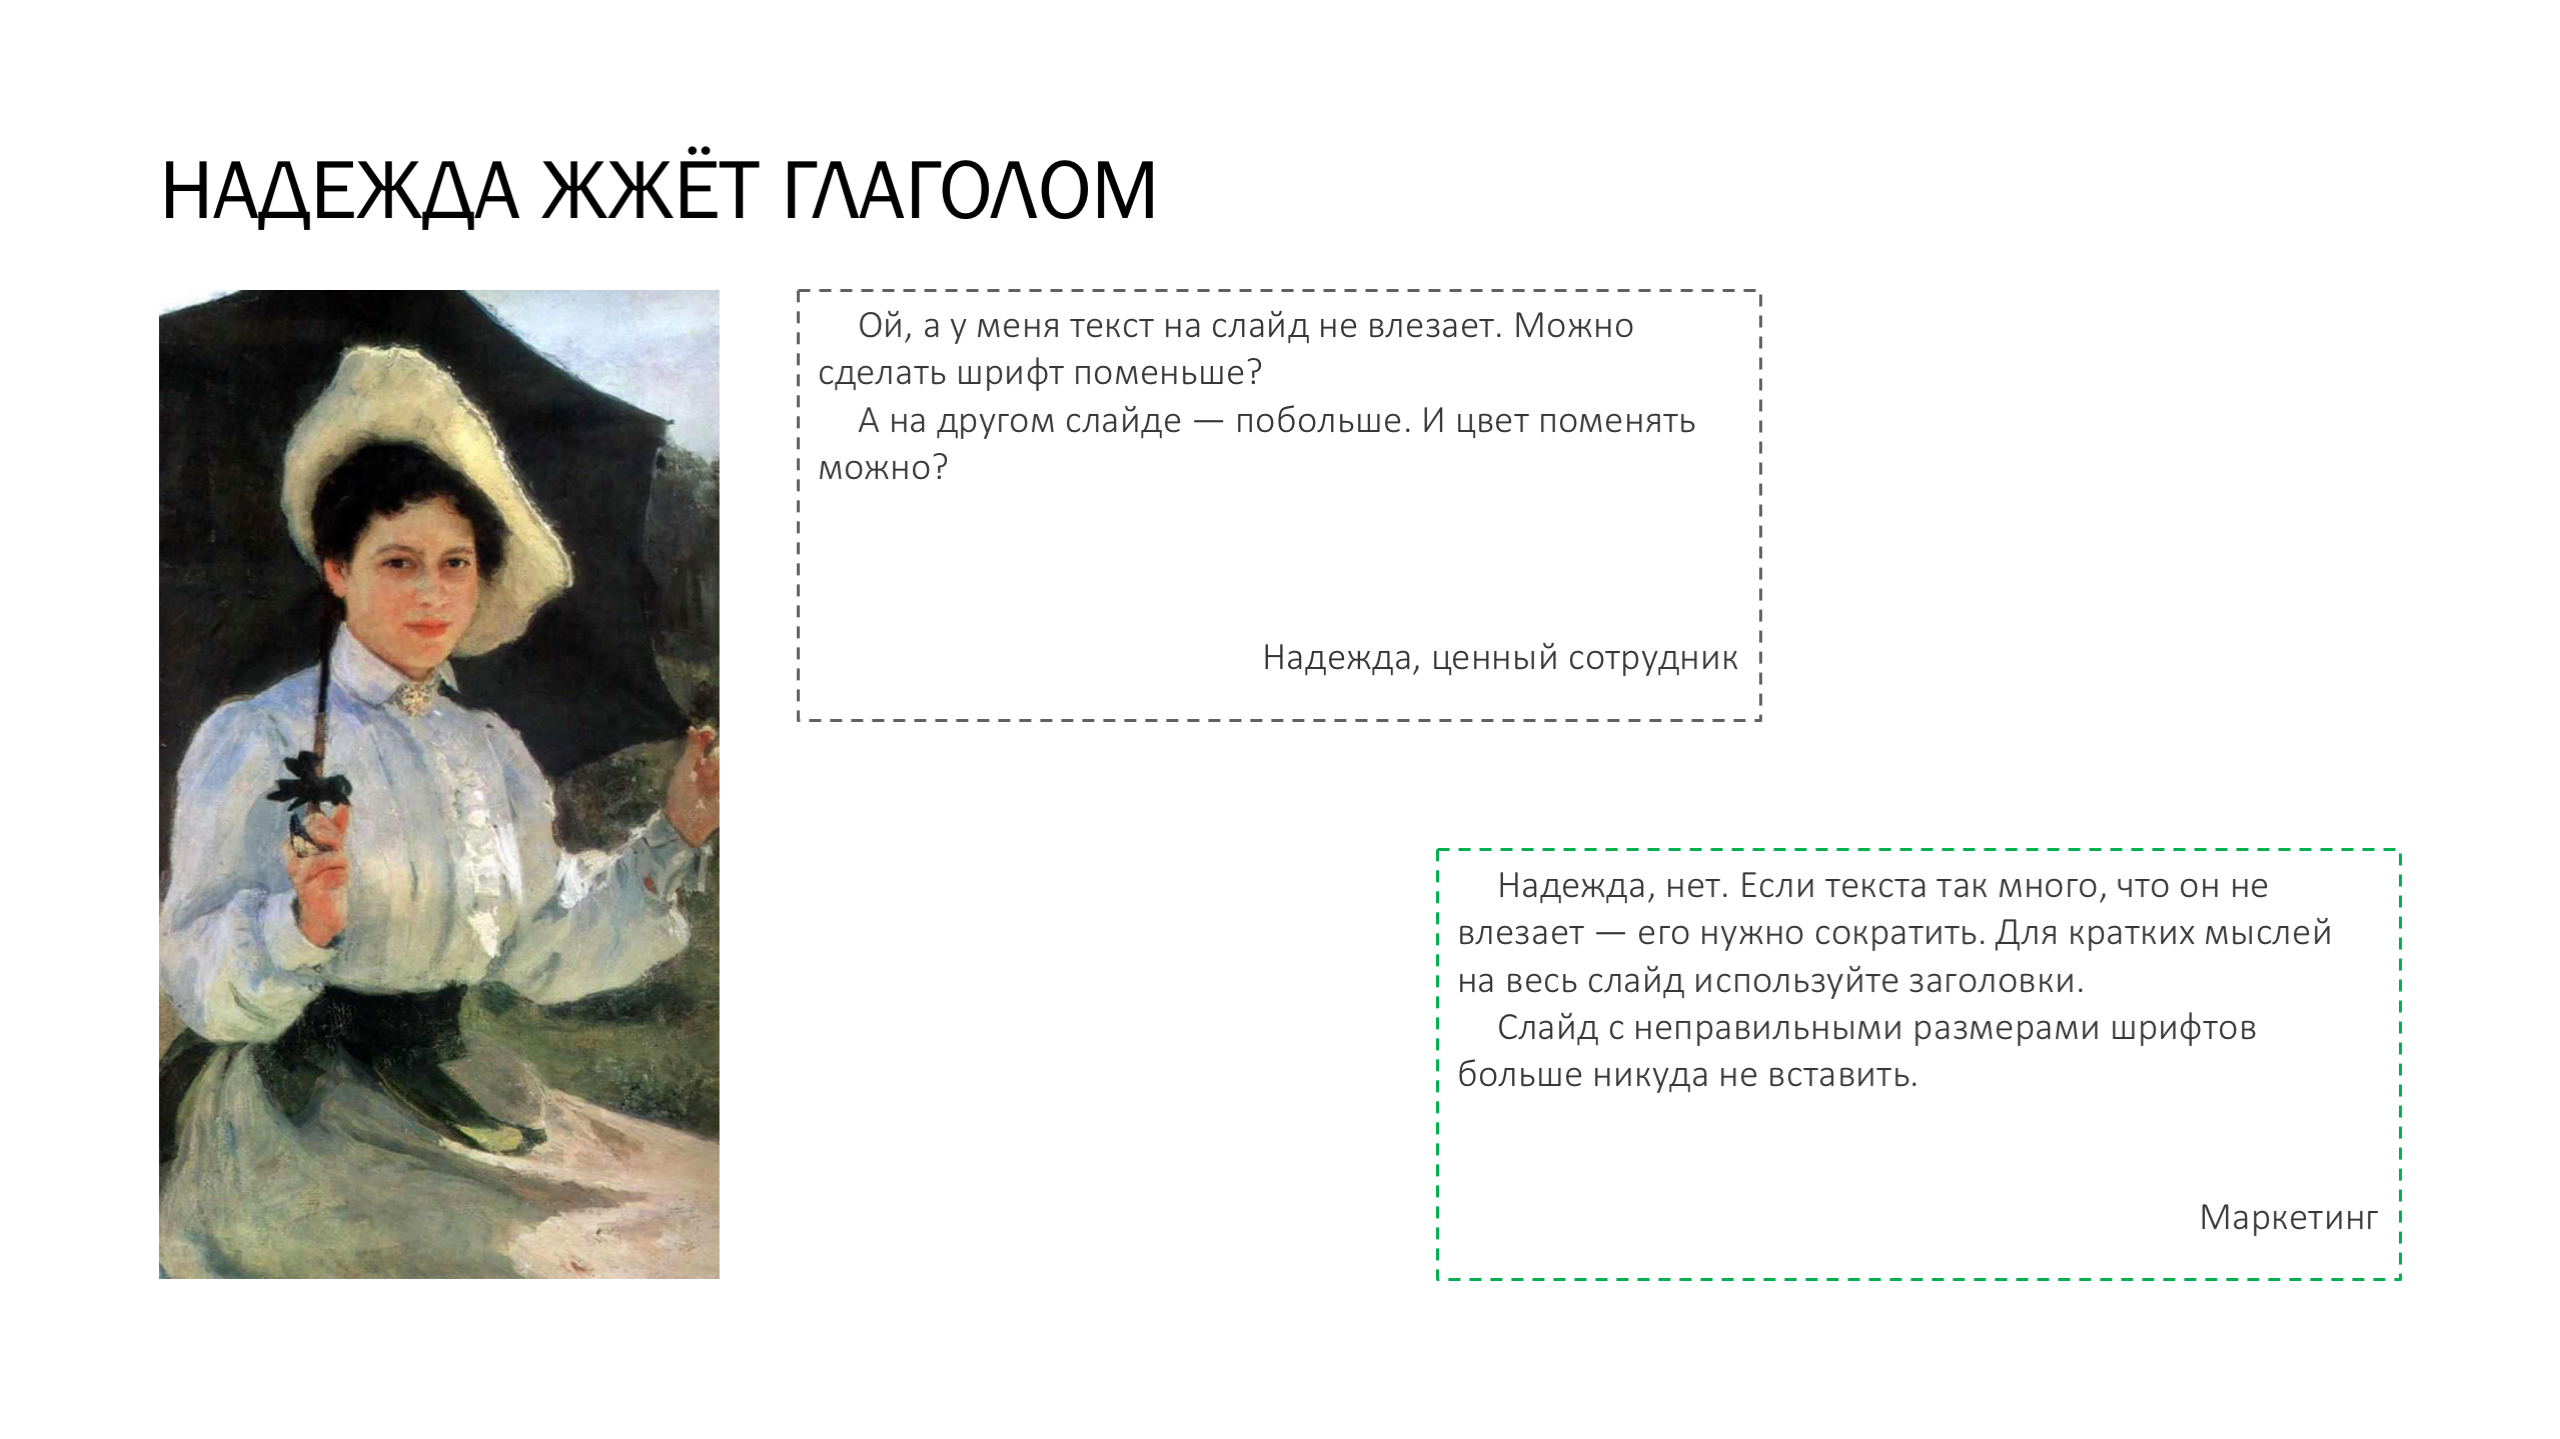 НАДЕЖДА ЖЖЁТ ГЛАГОЛОМ
Ой, а у меня текст на слайд не влезает. Можно
сделать шрифт поменьше?
А на другом слайде — побольше. И цвет поменять
можно?
Надежда, ценный сотрудник
Надежда, нет. Если текста так много, что он не
влезает — его нужно сократить. Для кратких мыслей
на весь слайд используйте заголовки.
Слайд с неправильными размерами шрифтов
больше никуда не вставить.
Маркетинг